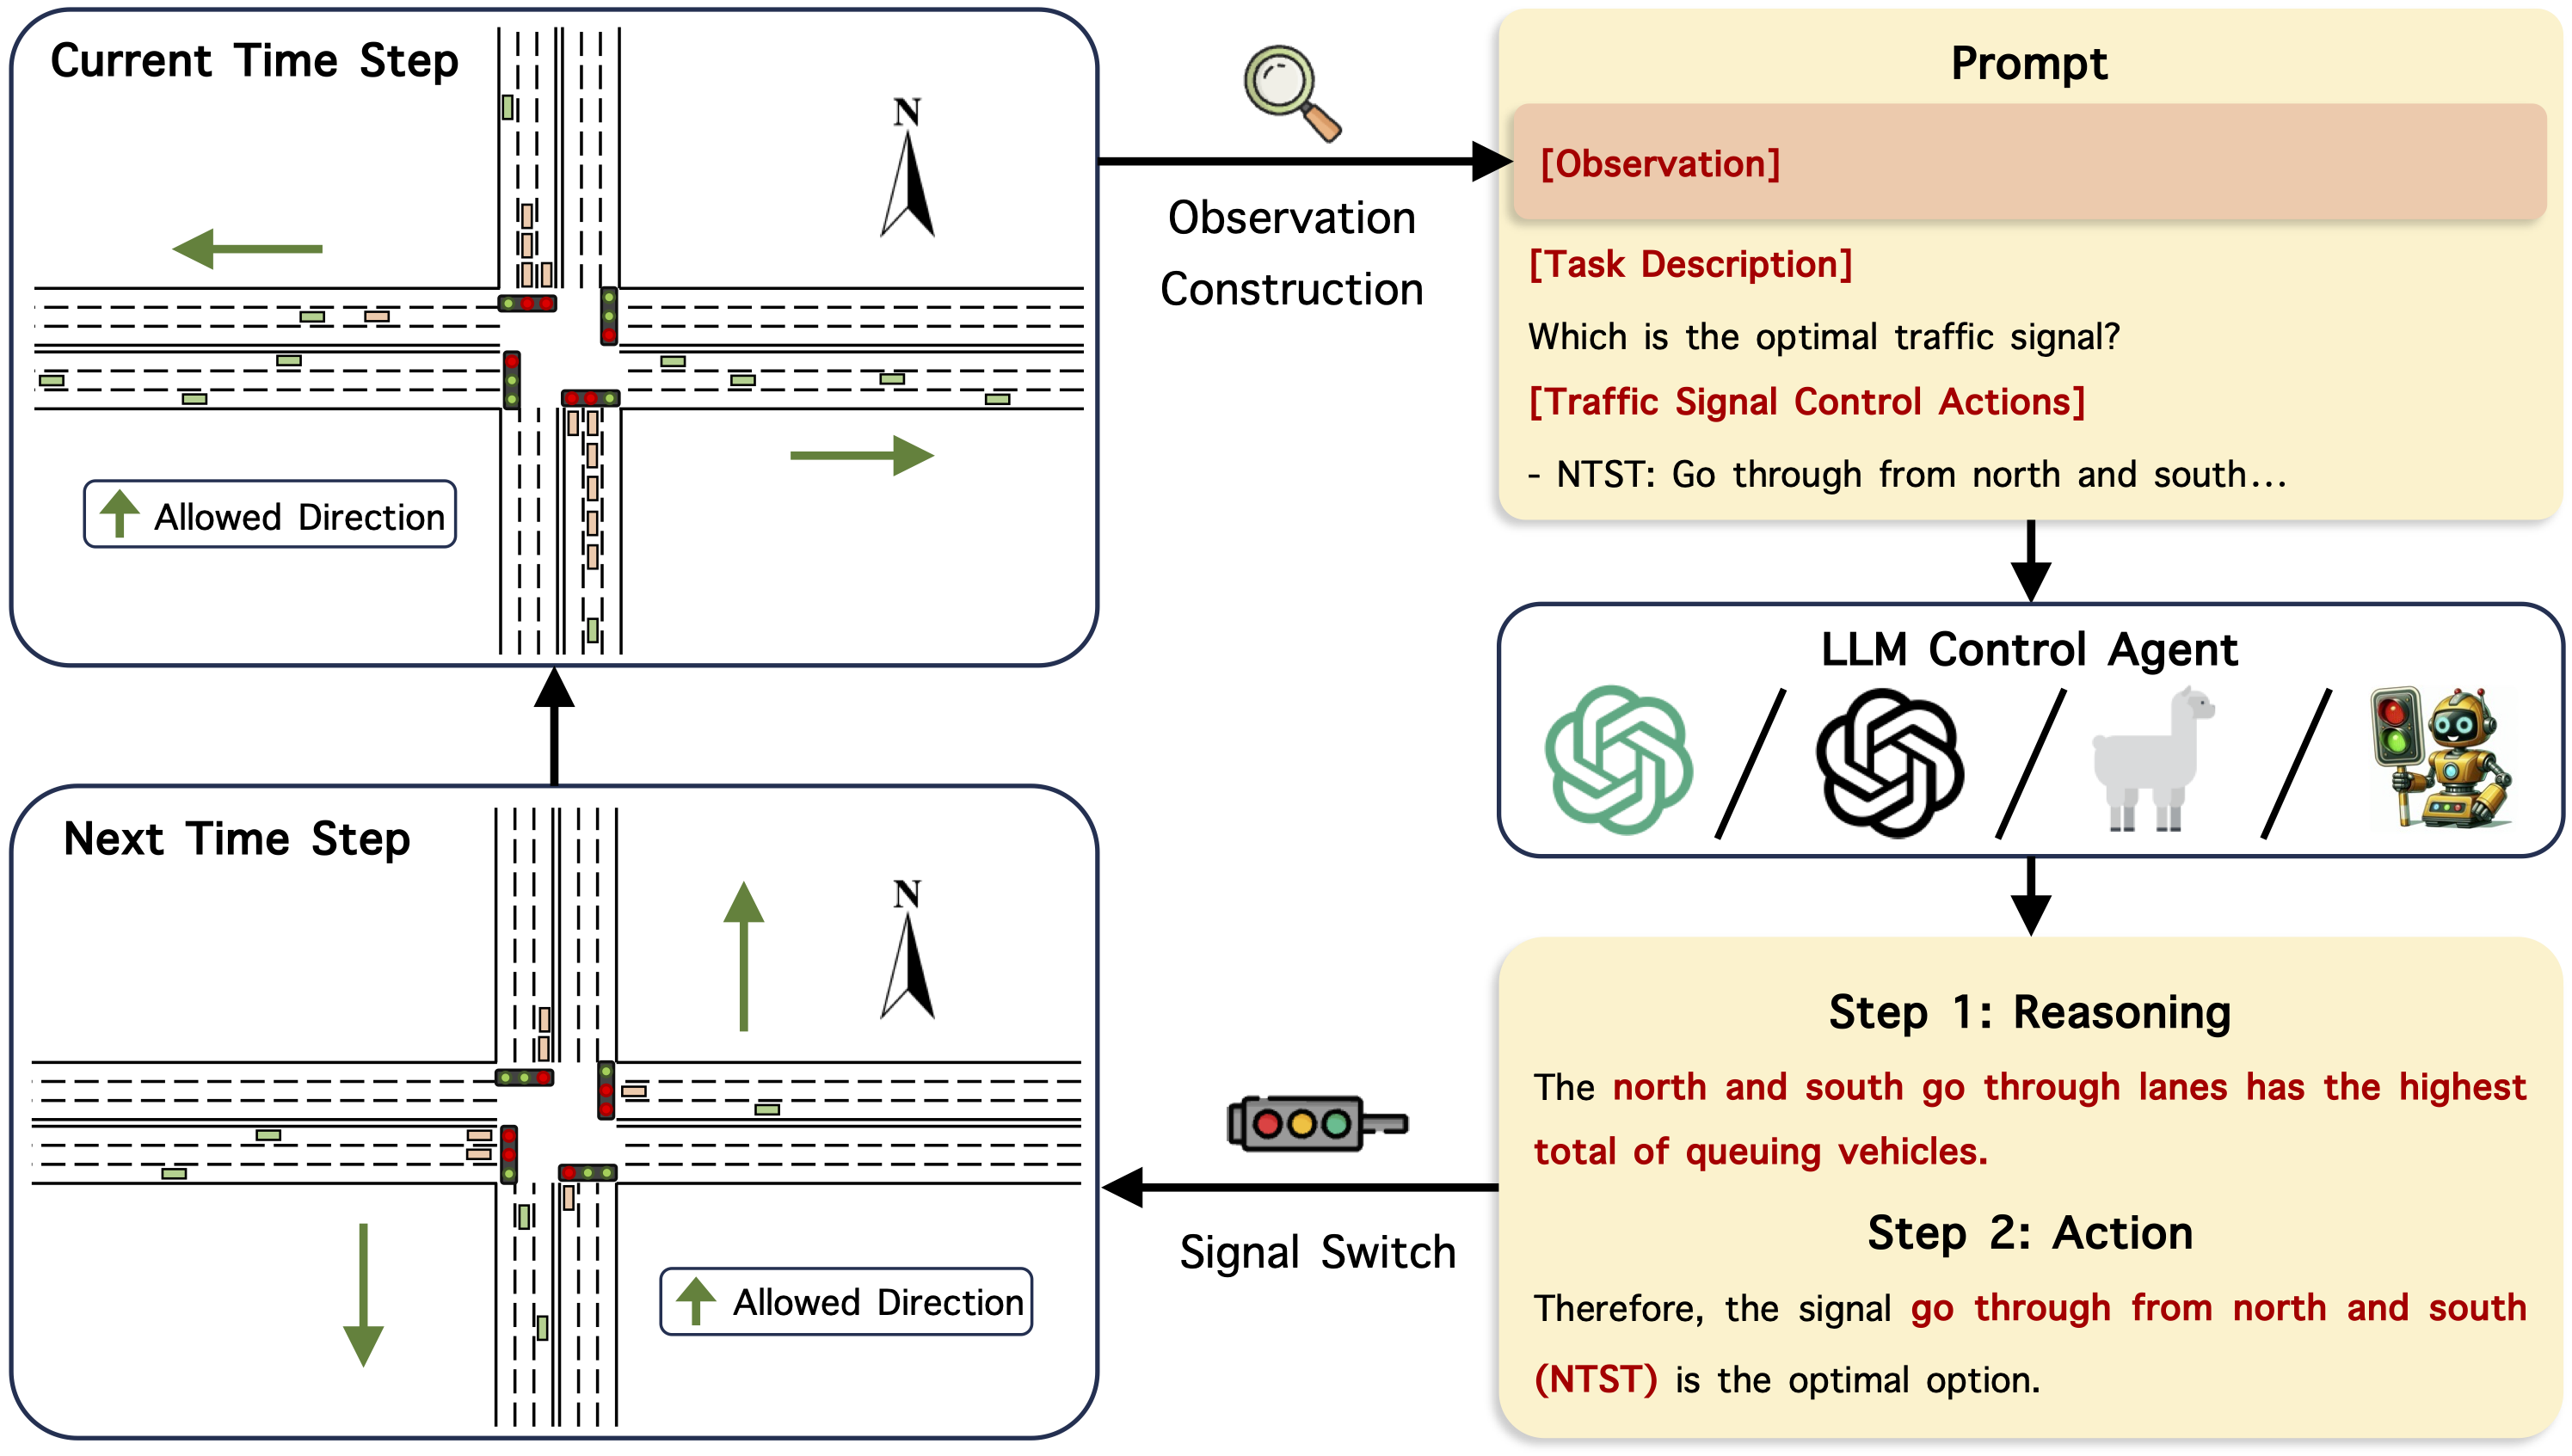 Current Time Step
N
Allowed Direction
Observation
Construction
Prompt
[Observation]
[Task Description]
Which is the optimal traffic signal?
[Traffic Signal Control Actions]
- NTST: Go through from north and south...
LLM Control Agent
Step 1: Reasoning
The north and south go through lanes has the highest
total of queuing vehicles.
Step 2: Action
Therefore, the signal go through from north and south
(NTST) is the optimal option.
Signal Switch
Next Time Step
N
Allowed Direction